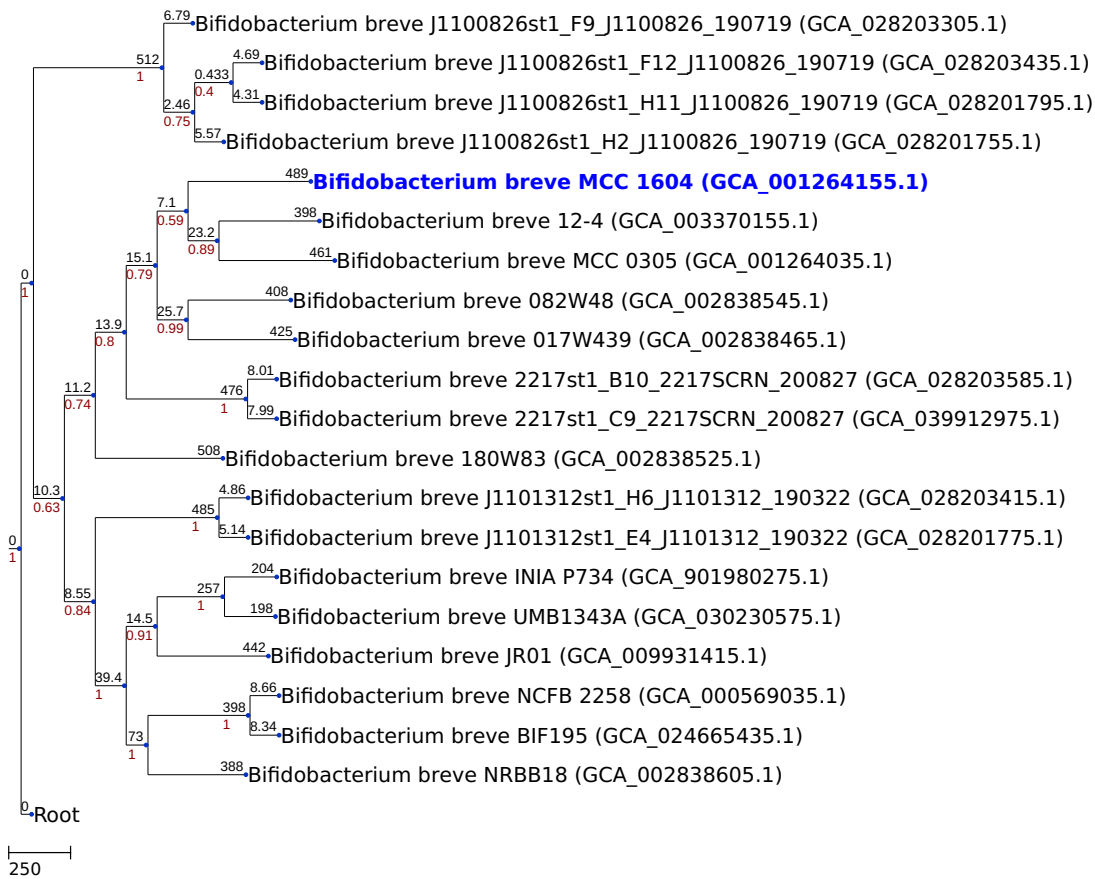 6.79
Bifidobacterium breve J1100826st1_F9_J1100826_190719 (GCA_028203305.1)
512
1
4.69
Bifidobacterium breve J1100826st1_F12_J1100826_190719 (GCA_028203435.1)
0.433
0.4
4.31
Bifidobacterium breve J1100826st1_H11_J1100826_190719 (GCA_028201795.1)
2.46
0.75
5.57
Bifidobacterium breve J1100826st1_H2_J1100826_190719 (GCA_028201755.1)
489
Bifidobacterium breve MCC 1604 (GCA_001264155.1)
7.1
0.59
398
Bifidobacterium breve 12-4 (GCA_003370155.1)
23.2
0.89
461
Bifidobacterium breve MCC 0305 (GCA_001264035.1)
15.1
0.79
0
1
408
Bifidobacterium breve 082W48 (GCA_002838545.1)
25.7
0.99
425
Bifidobacterium breve 017W439 (GCA_002838465.1)
13.9
0.8
8.01
Bifidobacterium breve 2217st1_B10_2217SCRN_200827 (GCA_028203585.1)
476
1
11.2
0.74
7.99
Bifidobacterium breve 2217st1_C9_2217SCRN_200827 (GCA_039912975.1)
508
Bifidobacterium breve 180W83 (GCA_002838525.1)
10.3
0.63
4.86
Bifidobacterium breve J1101312st1_H6_J1101312_190322 (GCA_028203415.1)
485
1
5.14
Bifidobacterium breve J1101312st1_E4_J1101312_190322 (GCA_028201775.1)
0
1
204
Bifidobacterium breve INIA P734 (GCA_901980275.1)
257
1
8.55
0.84
198
Bifidobacterium breve UMB1343A (GCA_030230575.1)
14.5
0.91
442
Bifidobacterium breve JR01 (GCA_009931415.1)
39.4
1
8.66
Bifidobacterium breve NCFB 2258 (GCA_000569035.1)
398
1
8.34
Bifidobacterium breve BIF195 (GCA_024665435.1)
73
1
388
Bifidobacterium breve NRBB18 (GCA_002838605.1)
0
Root
250